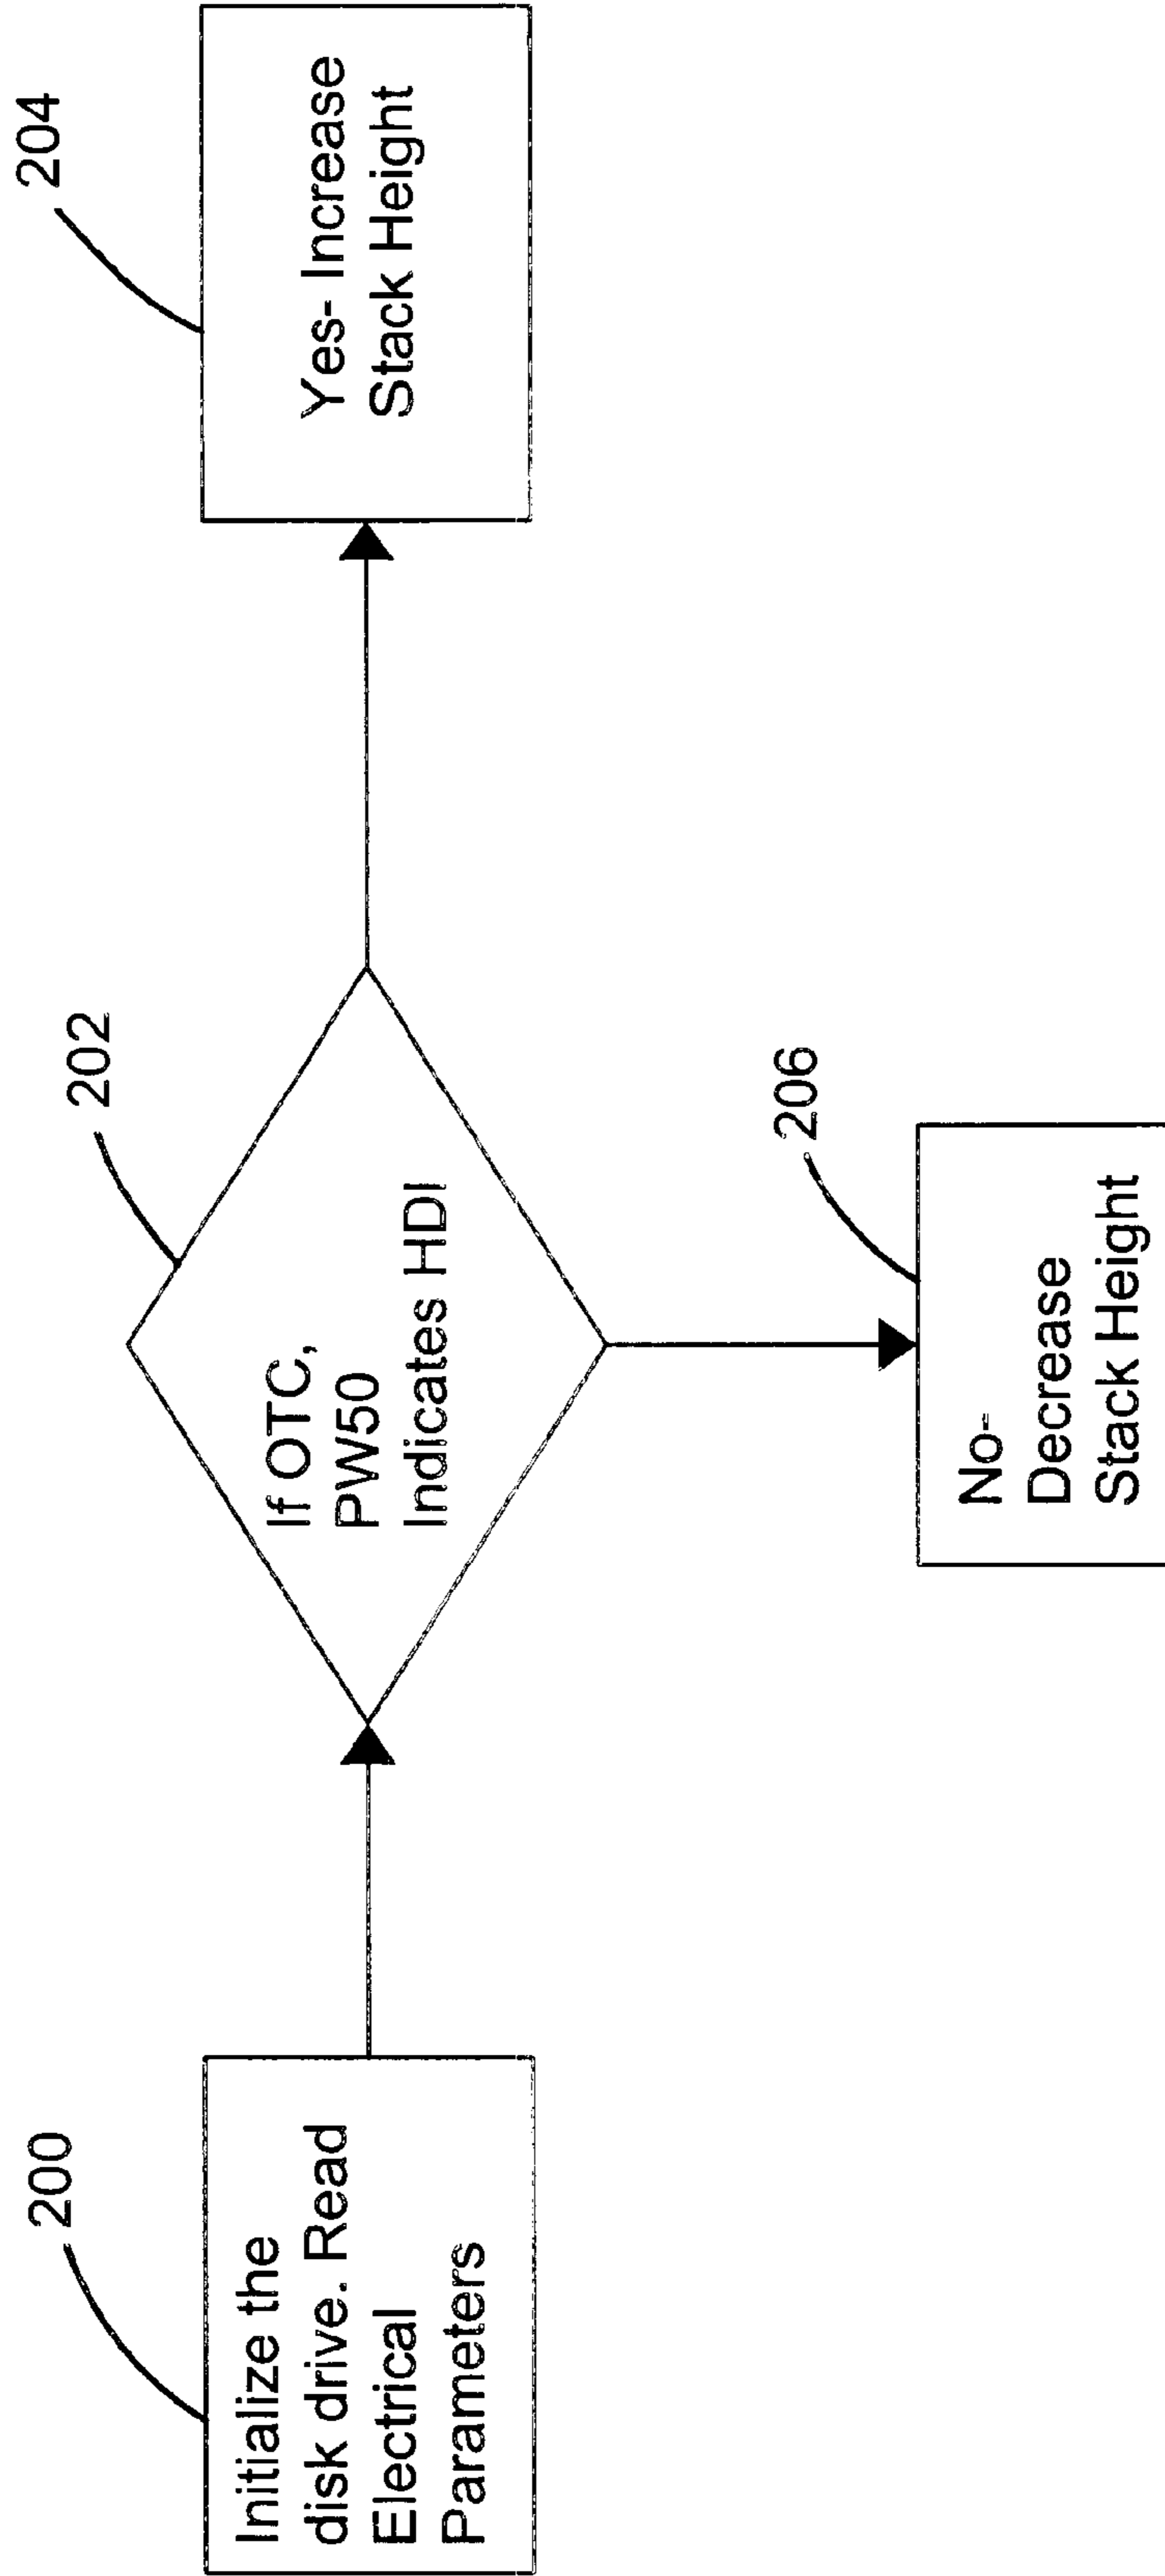 200
Initialize the
disk drive. Read
Electrical
Parameters
202
If OTC,
PW50
Indicates HDI
204
Yes- Increase
Stack Height
206
No-
Decrease
Stack Height